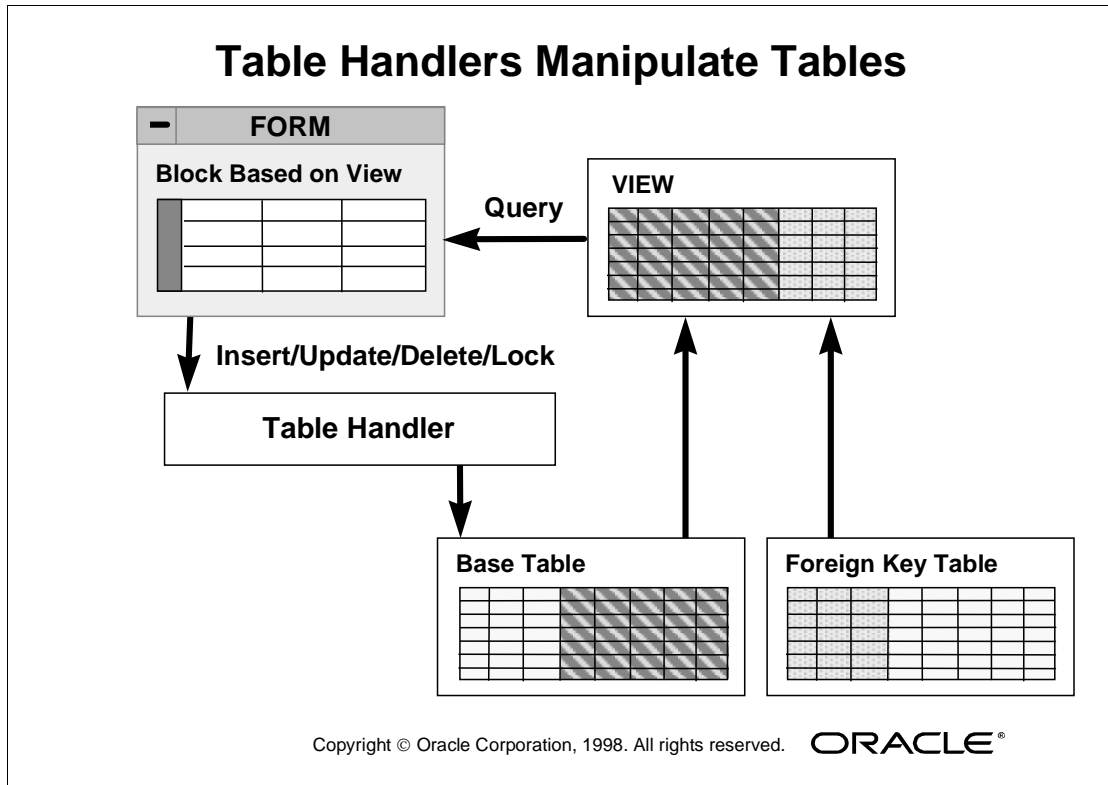 Table Handlers Manipulate Tables
FORM
Block Based on View
VIEW
Query
Insert/Update/Delete/Lock
Table Handler
Base Table
Foreign Key Table
Copyright © Oracle Corporation, 1998. All rights reserved.
ORACLE®